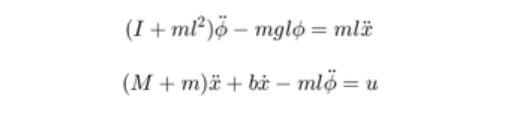 (I + ml²)ϕ̈ − mglϕ = mlẍ
(M + m)ẍ + bẋ − mlϕ̈ = u